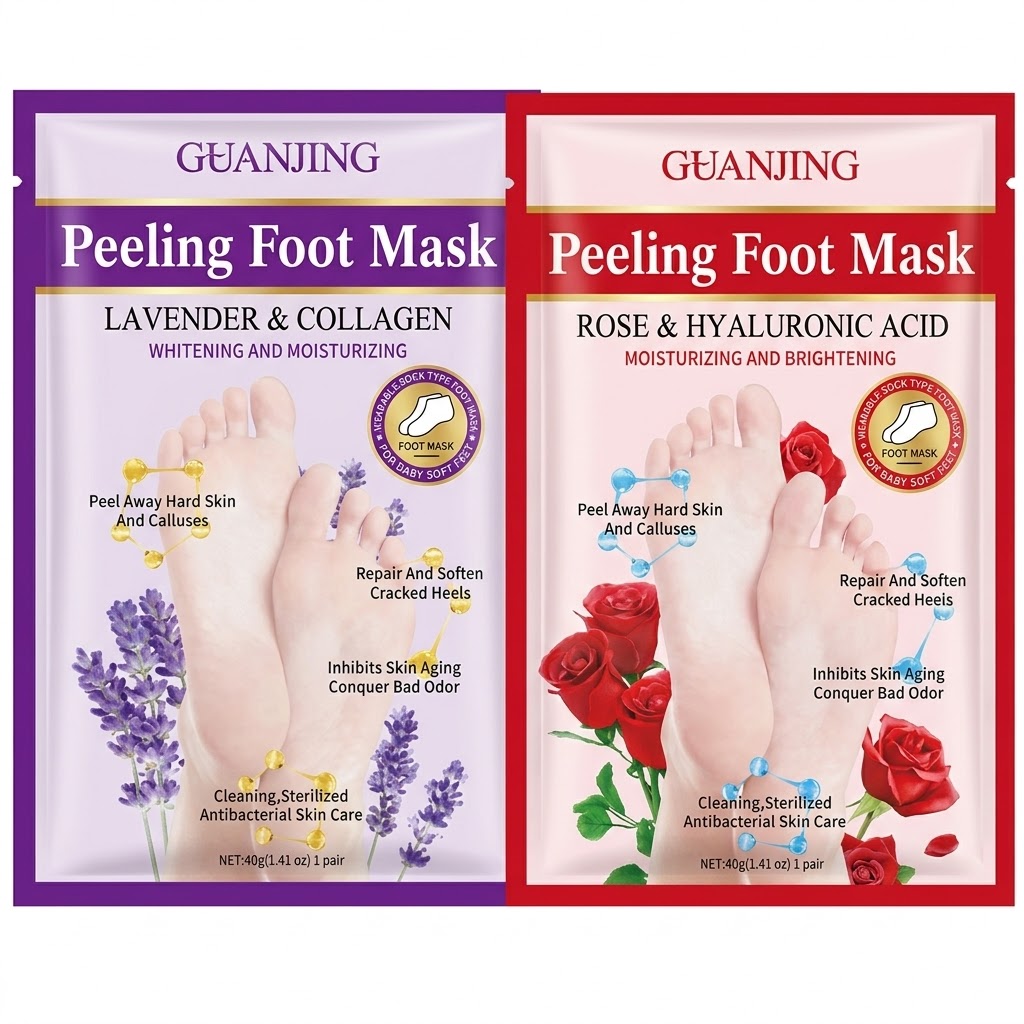 GUANJING
Peeling Foot Mask
LAVENDER & COLLAGEN
WHITENING AND MOISTURIZING
WEARABLE SOCK TYPE FOOT MASK
FOOT MASK
FOR BABY SOFT FEET
Peel Away Hard Skin
And Calluses
Repair And Soften
Cracked Heels
Inhibits Skin Aging
Conquer Bad Odor
Cleaning,Sterilized
Antibacterial Skin Care
NET:40g(1.41 oz) 1 pair
GUANJING
Peeling Foot Mask
ROSE & HYALURONIC ACID
MOISTURIZING AND BRIGHTENING
WEARABLE SOCK TYPE FOOT MASK
FOOT MASK
FOR BABY SOFT FEET
Peel Away Hard Skin
And Calluses
Repair And Soften
Cracked Heels
Inhibits Skin Aging
Conquer Bad Odor
Cleaning,Sterilized
Antibacterial Skin Care
NET:40g(1.41 oz) 1 pair